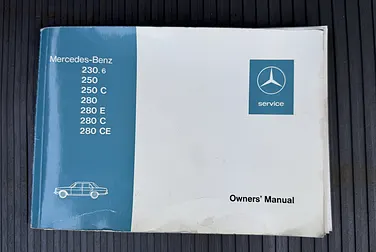 Mercedes-Benz
230.6
250
250 C
280
280 E
280 C
280 CE
service
Owners' Manual